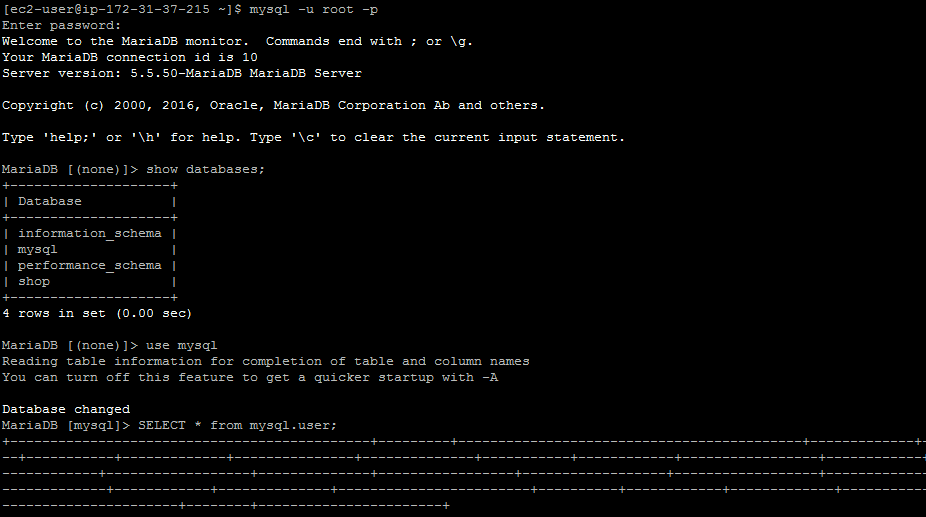 [ec2-user@ip-172-31-37-215 ~]$ mysql -u root -p
Enter password:
Welcome to the MariaDB monitor.  Commands end with ; or \g.
Your MariaDB connection id is 10
Server version: 5.5.50-MariaDB MariaDB Server

Copyright (c) 2000, 2016, Oracle, MariaDB Corporation Ab and others.

Type 'help;' or '\h' for help. Type '\c' to clear the current input statement.

MariaDB [(none)]> show databases;
+--------------------+
| Database           |
+--------------------+
| information_schema |
| mysql              |
| performance_schema |
| shop               |
+--------------------+
4 rows in set (0.00 sec)

MariaDB [(none)]> use mysql
Reading table information for completion of table and column names
You can turn off this feature to get a quicker startup with -A

Database changed
MariaDB [mysql]> SELECT * from mysql.user;
+----------------------------------------------+---------+--------------------------------------------+-------------+-
--+-----------+-------------+---------------+--------------+-----------+------------+-----------------+-------------
------------+------------------+--------------+-----------------+------------------+------------------+------------
-------------+------------+--------------+------------------------+----------+------------+-------------+----------
----------------------+--------+-----------------------+